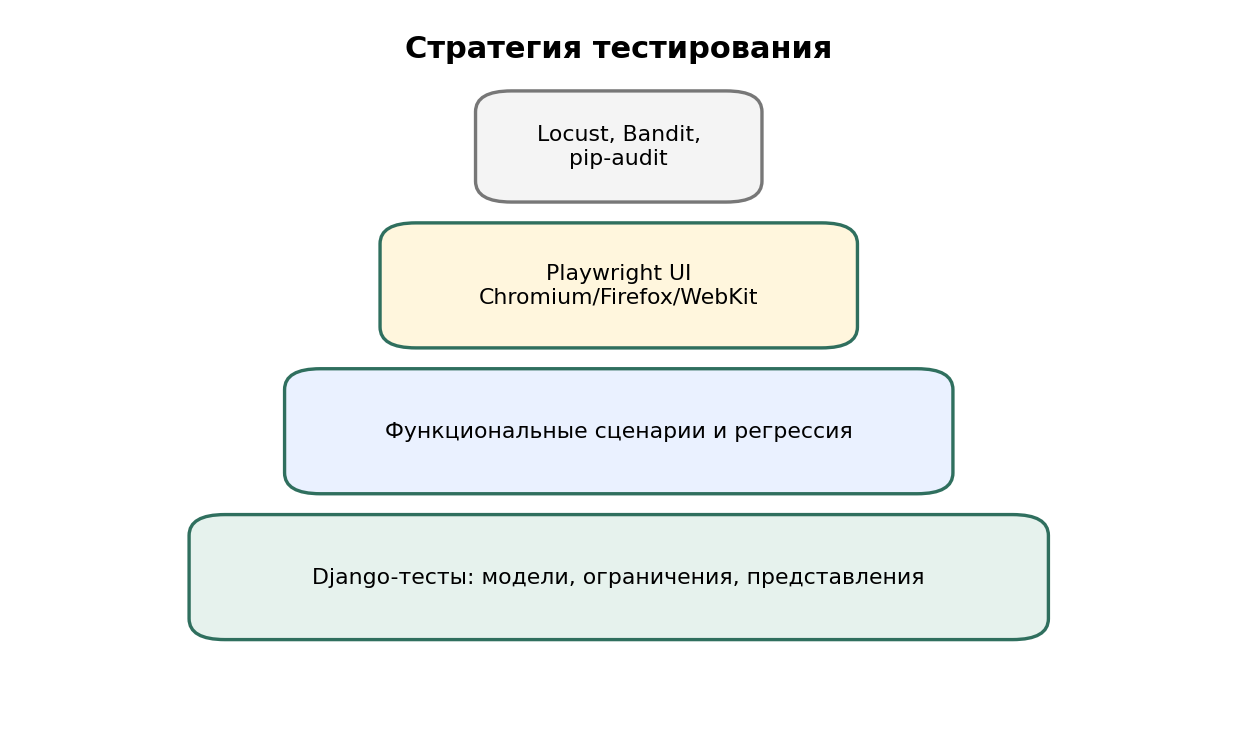 Стратегия тестирования
Locust, Bandit,
pip-audit
Playwright UI
Chromium/Firefox/WebKit
Функциональные сценарии и регрессия
Django-тесты: модели, ограничения, представления